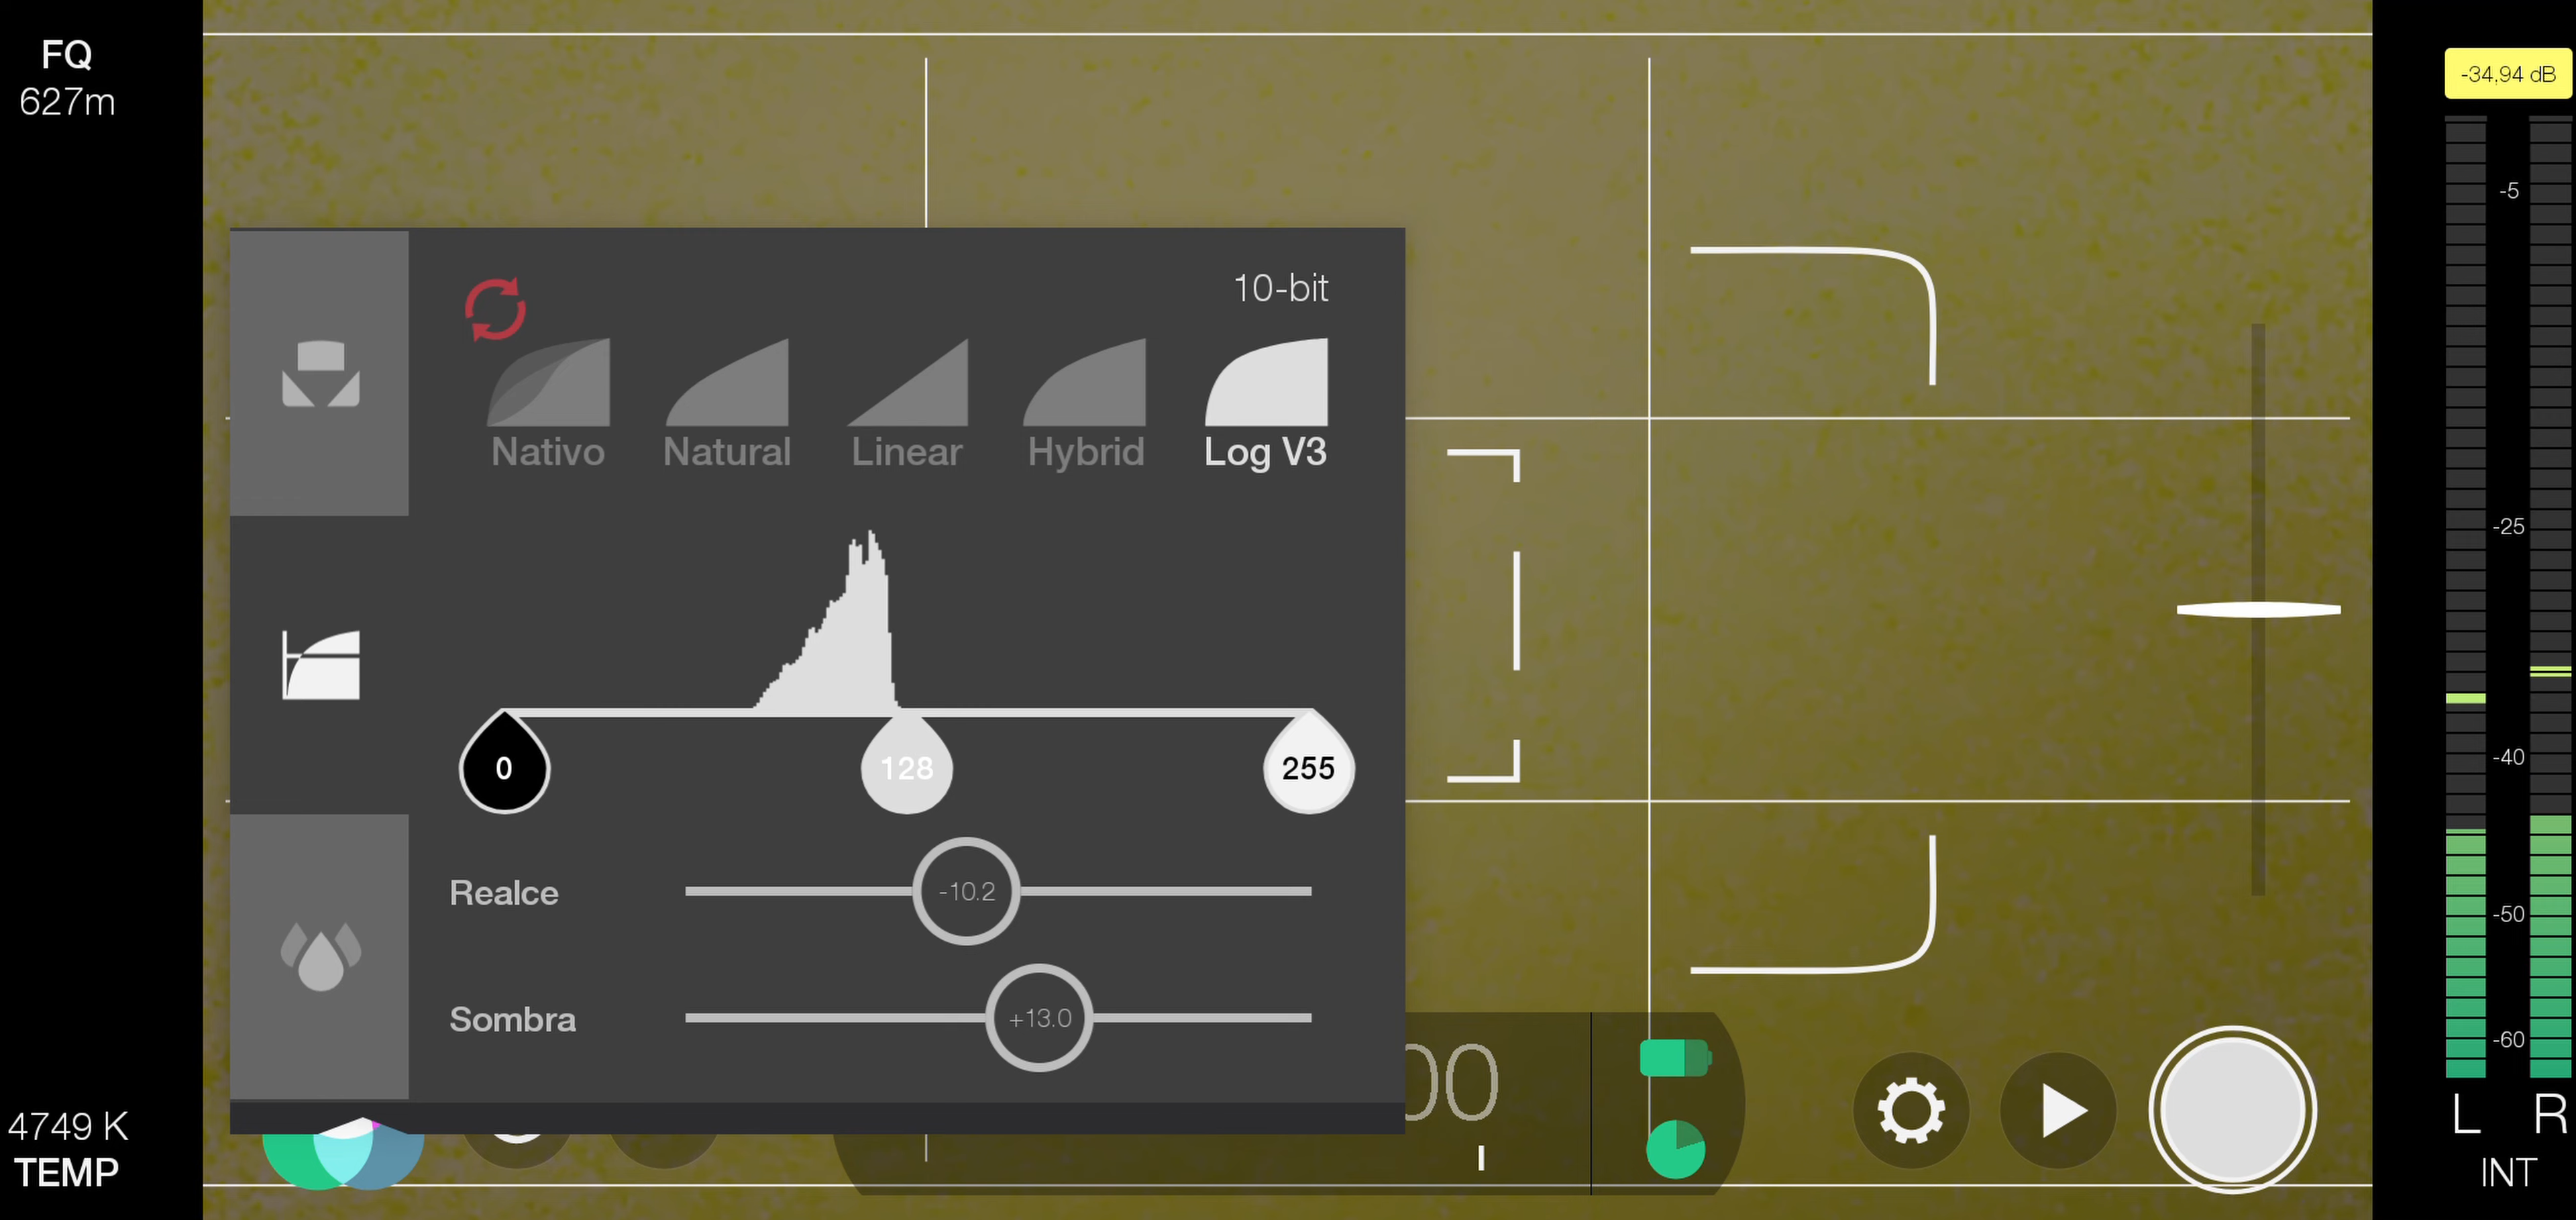 FQ
627m
-34,94 dB
10-bit
Nativo
Natural
Linear
Hybrid
Log V3
0
128
255
Realce
-10.2
Sombra
+13.0
00
4749 K
TEMP
-5
-25
-40
-50
-60
L
R
INT